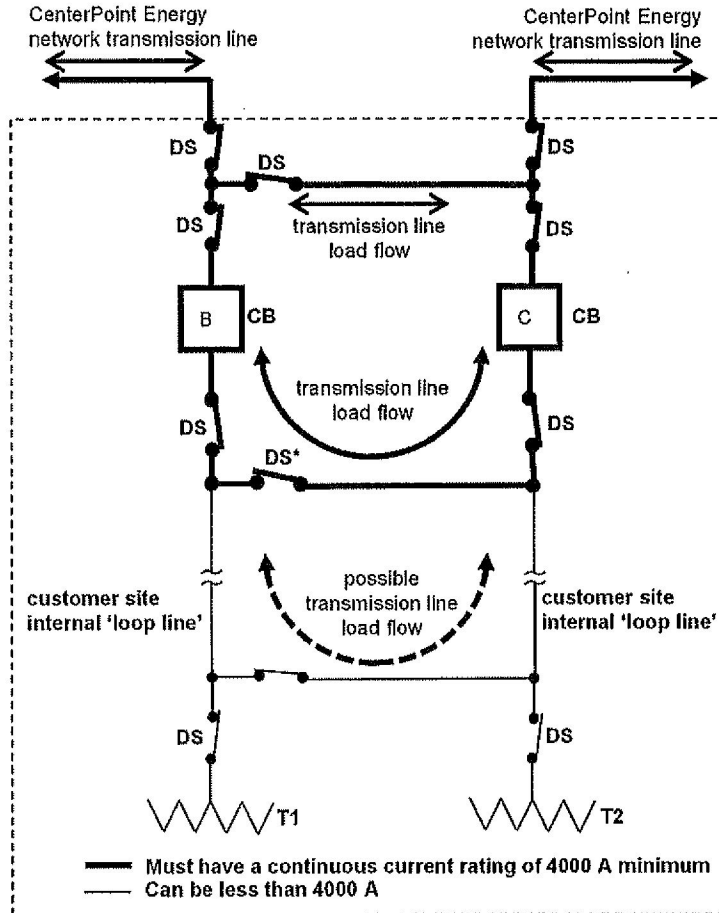 CenterPoint Energy
network transmission line
CenterPoint Energy
network transmission line
DS
DS
DS
DS
DS
transmission line
load flow
B
CB
C
CB
transmission line
load flow
DS
DS
DS*
customer site
internal ‘loop line’
possible
transmission line
load flow
customer site
internal ‘loop line’
DS
DS
T1
T2
Must have a continuous current rating of 4000 A minimum
Can be less than 4000 A